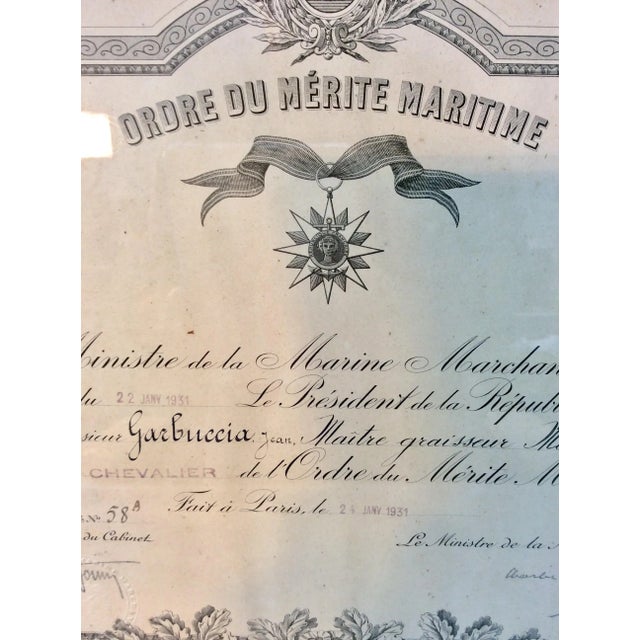 ORDRE DU MÉRITE MARITIME
Ministre de la Marine Marchan
du 22 JANV 1931 Le Président de la Répub
sieur Garbuccia, Jean, Maître graisseur
CHEVALIER de l'Ordre du Mérite M
No 58 A Fait à Paris, le JANV 1931
du Cabinet Le Ministre de la